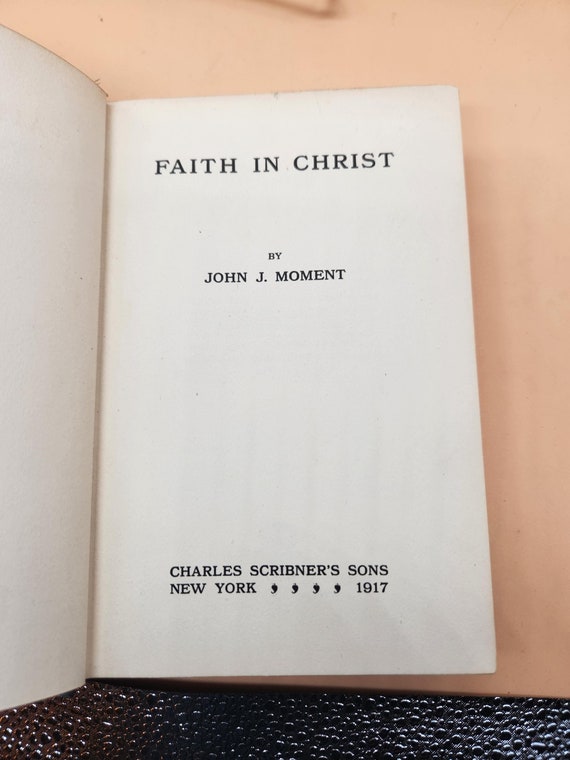 FAITH IN CHRIST
BY
JOHN J. MOMENT
CHARLES SCRIBNER'S SONS
NEW YORK , , , , 1917